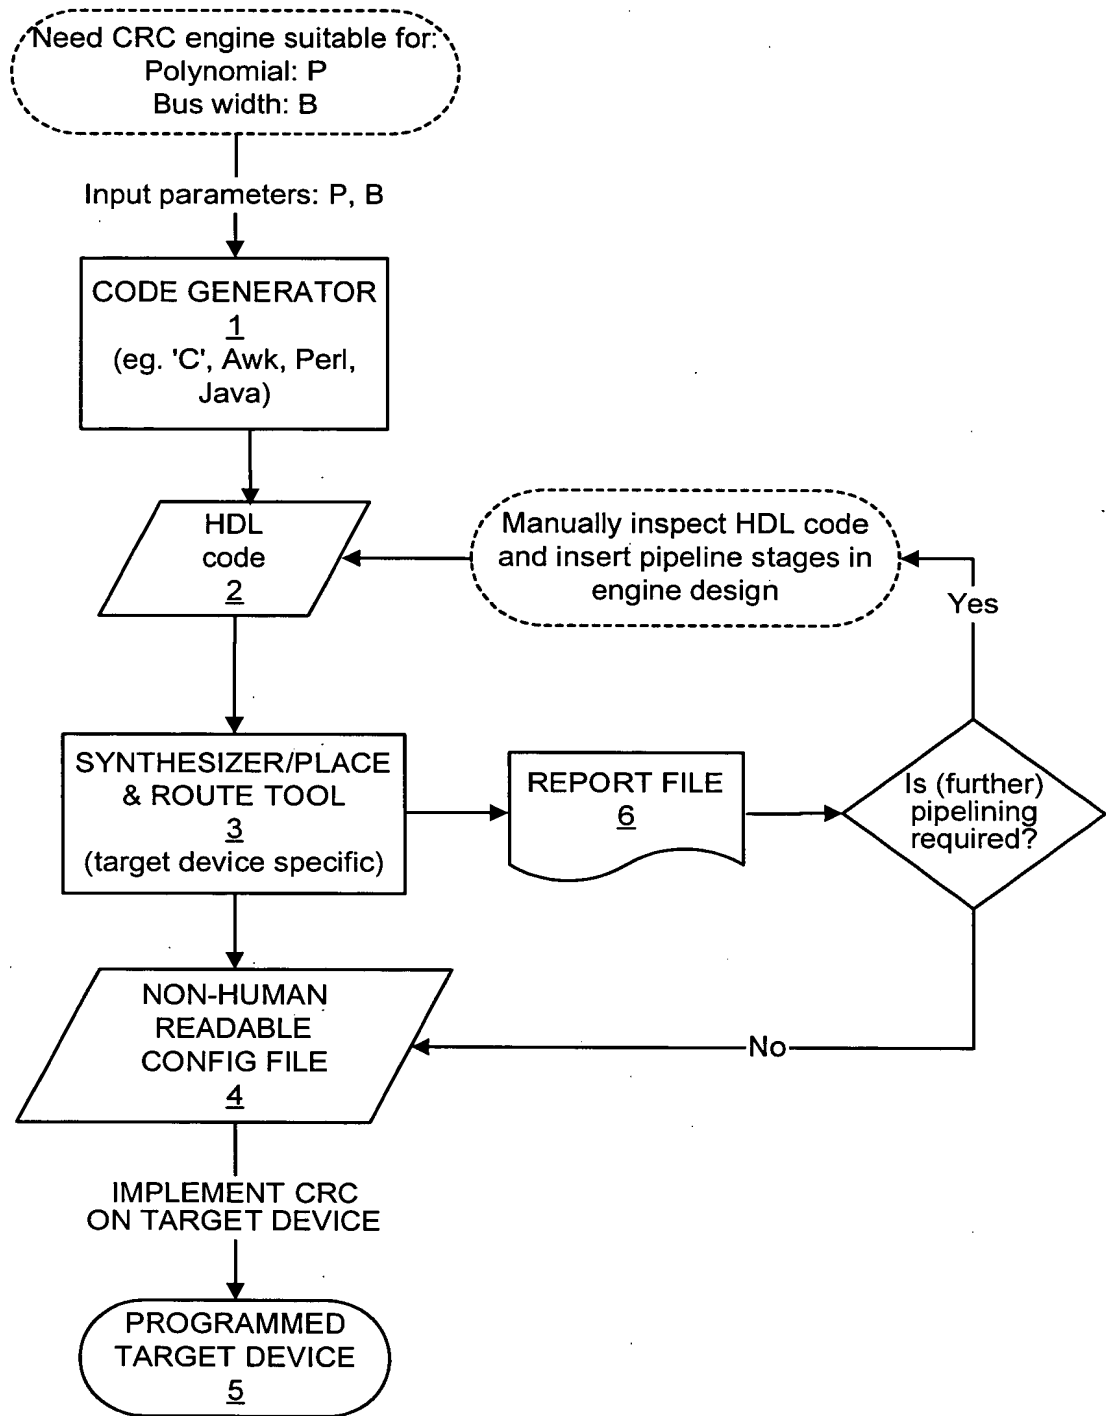 Need CRC engine suitable for:
Polynomial: P
Bus width: B
Input parameters: P, B
CODE GENERATOR
1
(eg. 'C', Awk, Perl,
Java)
HDL
code
2
Manually inspect HDL code
and insert pipeline stages in
engine design
Yes
SYNTHESIZER/PLACE
& ROUTE TOOL
3
(target device specific)
REPORT FILE
6
Is (further)
pipelining
required?
NON-HUMAN
READABLE
CONFIG FILE
4
No
IMPLEMENT CRC
ON TARGET DEVICE
PROGRAMMED
TARGET DEVICE
5